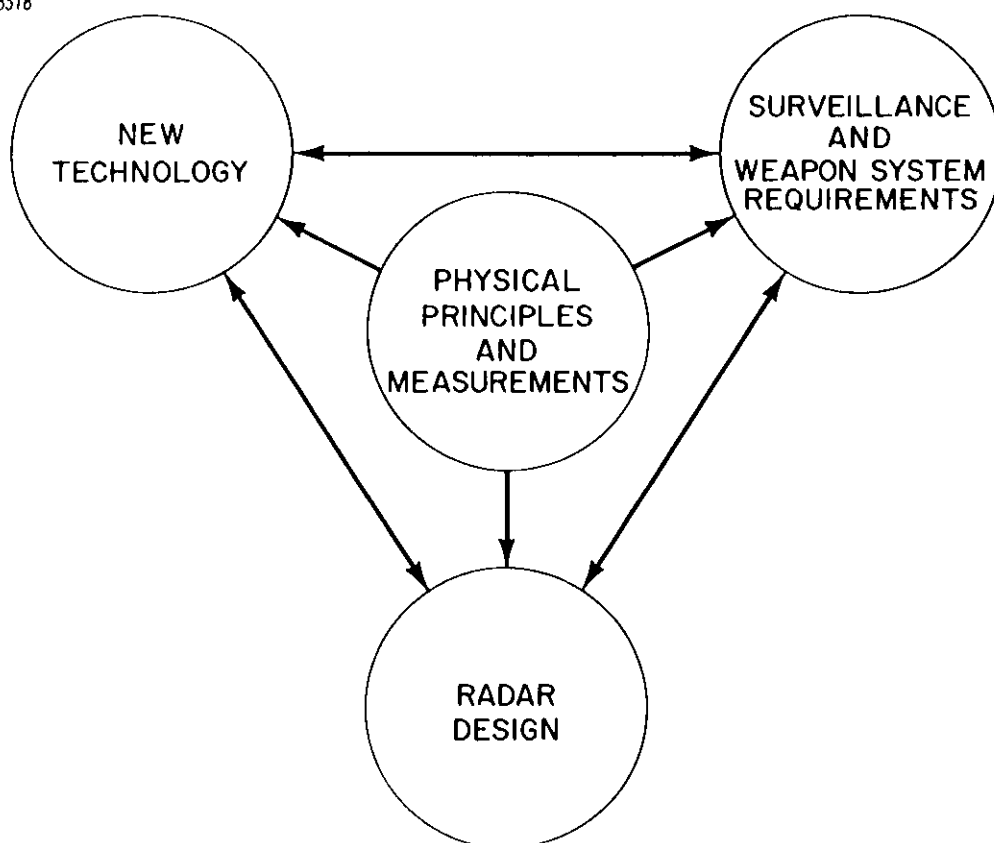 NEW
TECHNOLOGY
SURVEILLANCE
AND
WEAPON SYSTEM
REQUIREMENTS
PHYSICAL
PRINCIPLES
AND
MEASUREMENTS
RADAR
DESIGN